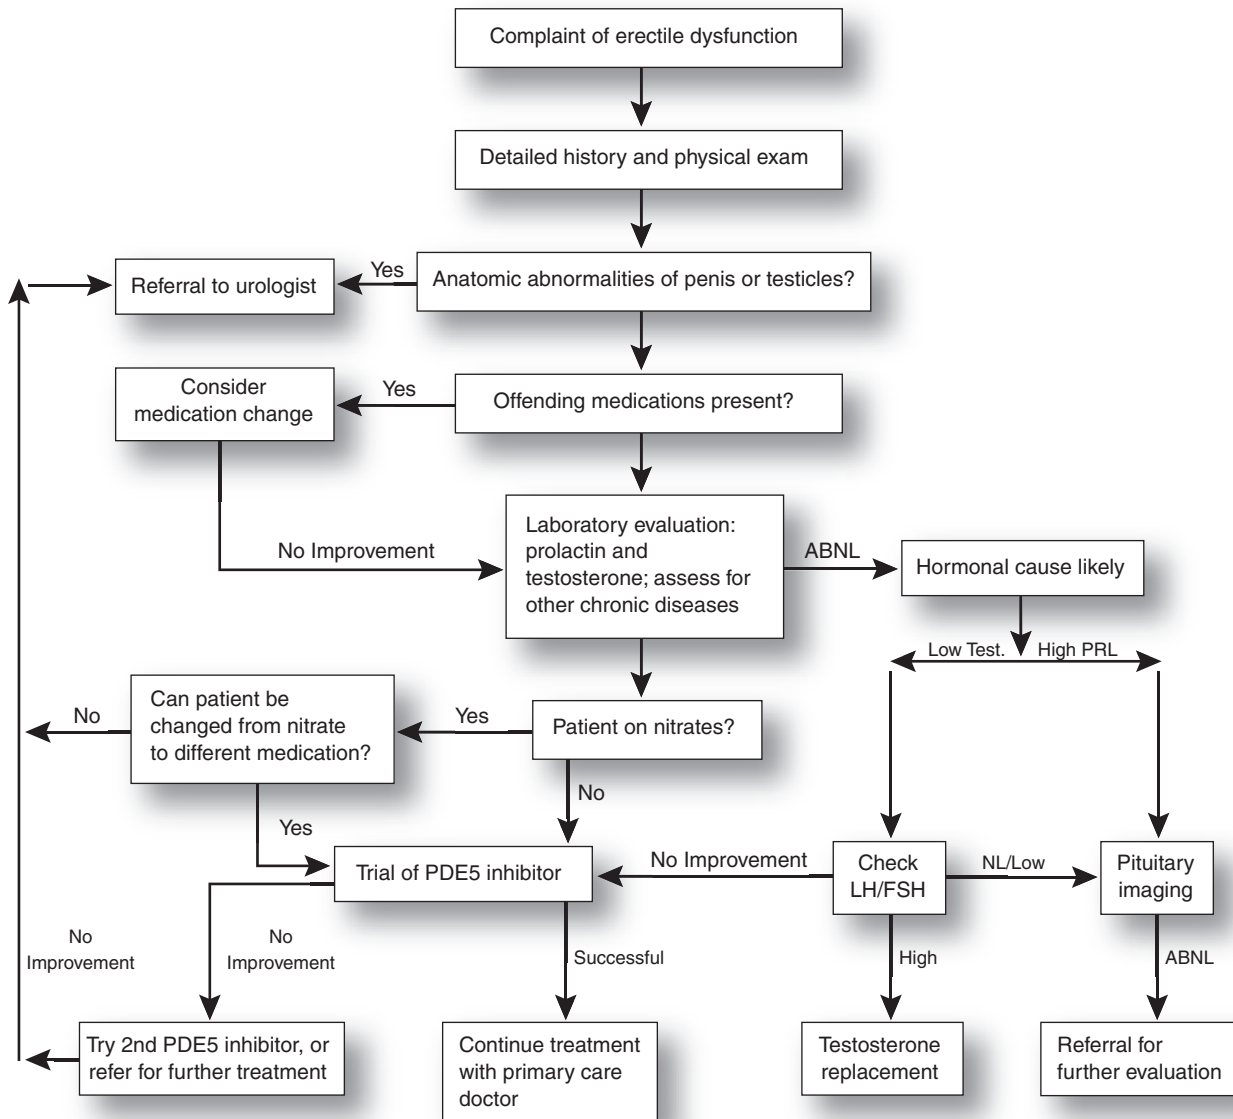 Complaint of erectile dysfunction
Detailed history and physical exam
Referral to urologist
Yes
Anatomic abnormalities of penis or testicles?
Consider
medication change
Yes
Offending medications present?
No Improvement
Laboratory evaluation:
prolactin and
testosterone; assess for
other chronic diseases
ABNL
Hormonal cause likely
Low Test.
High PRL
No
Can patient be
changed from nitrate
to different medication?
Yes
Patient on nitrates?
No
Yes
Trial of PDE5 inhibitor
No Improvement
Check
LH/FSH
NL/Low
Pituitary
imaging
No
Improvement
No
Improvement
Successful
High
ABNL
Try 2nd PDE5 inhibitor, or
refer for further treatment
Continue treatment
with primary care
doctor
Testosterone
replacement
Referral for
further evaluation